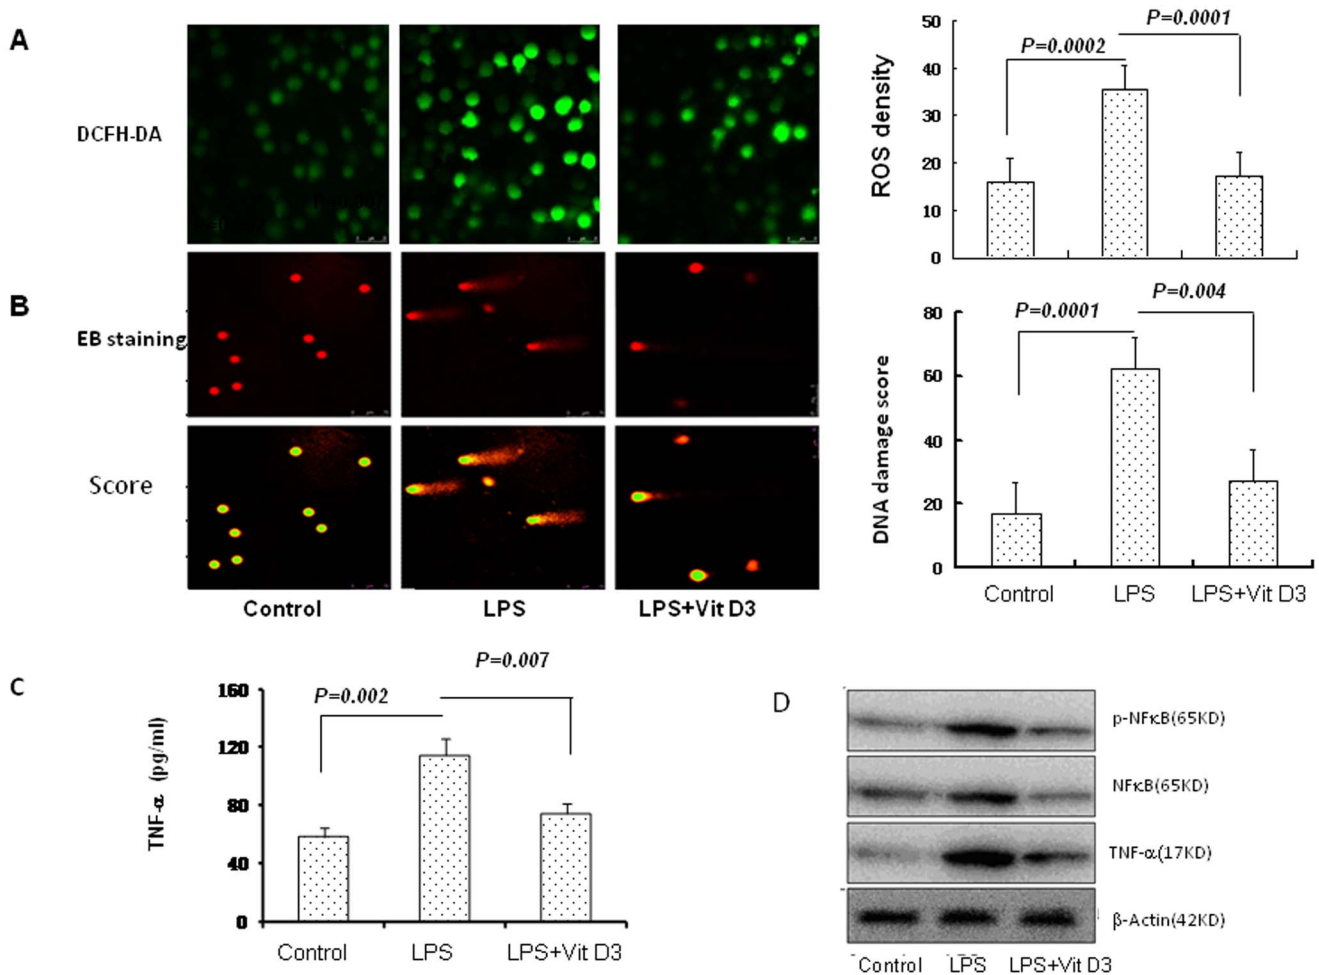 A
DCFH-DA
B
EB staining
Score
Control
LPS
LPS+Vit D3
ROS density
50
40
30
20
10
0
P=0.0002
P=0.0001
DNA damage score
80
60
40
20
0
P=0.0001
P=0.004
Control
LPS
LPS+Vit D3
C
TNF-α (pg/ml)
160
120
80
40
0
P=0.002
P=0.007
Control
LPS
LPS+Vit D3
D
p-NFκB(65KD)
NFκB(65KD)
TNF-α(17KD)
β-Actin(42KD)
Control
LPS
LPS+Vit D3